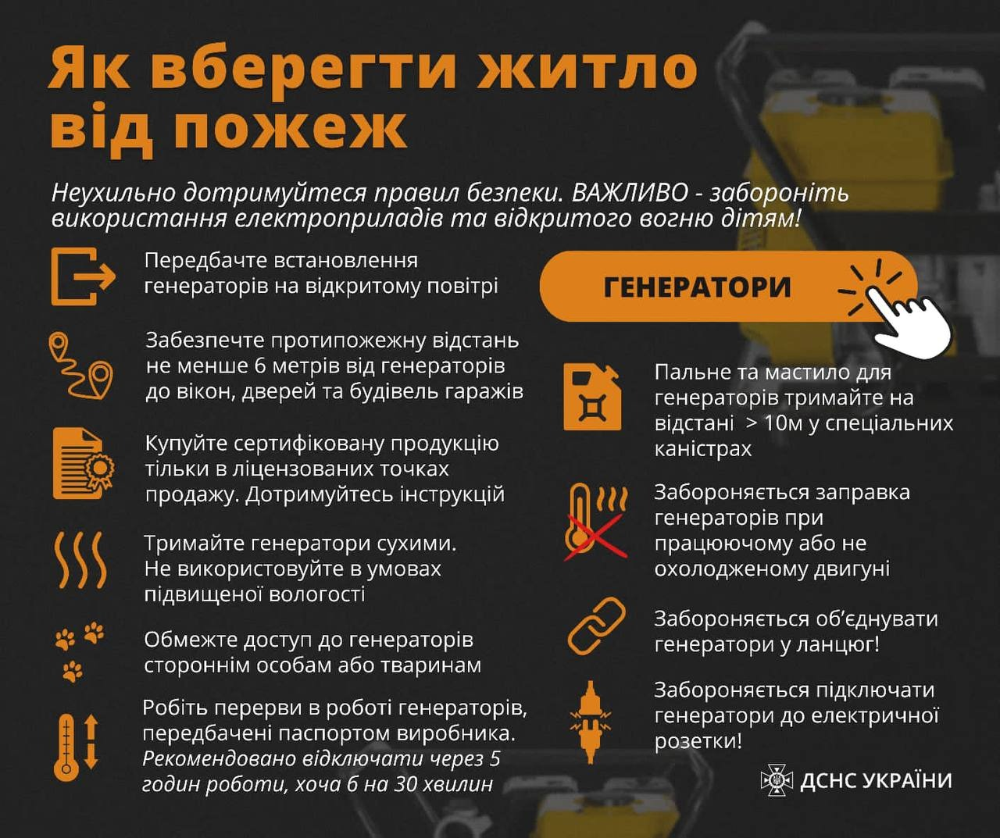 Як вберегти житло
від пожеж
Неухильно дотримуйтеся правил безпеки. ВАЖЛИВО - забороніть
використання електроприладів та відкритого вогню дітям!
Передбачте встановлення
генераторів на відкритому повітрі
Забезпечте протипожежну відстань
не менше 6 метрів від генераторів
до вікон, дверей та будівель гаражів
Купуйте сертифіковану продукцію
тільки в ліцензованих точках
продажу. Дотримуйтесь інструкцій
Тримайте генератори сухими.
Не використовуйте в умовах
підвищеної вологості
Обмежте доступ до генераторів
стороннім особам або тваринам
Робіть перерви в роботі генераторів,
передбачені паспортом виробника.
Рекомендовано відключати через 5
годин роботи, хоча б на 30 хвилин
ГЕНЕРАТОРИ
Пальне та мастило для
генераторів тримайте на
відстані > 10м у спеціальних
каністрах
Забороняється заправка
генераторів при
працюючому або не
охолодженому двигуні
Забороняється об’єднувати
генератори у ланцюг!
Забороняється підключати
генератори до електричної
розетки!
ДСНС УКРАЇНИ